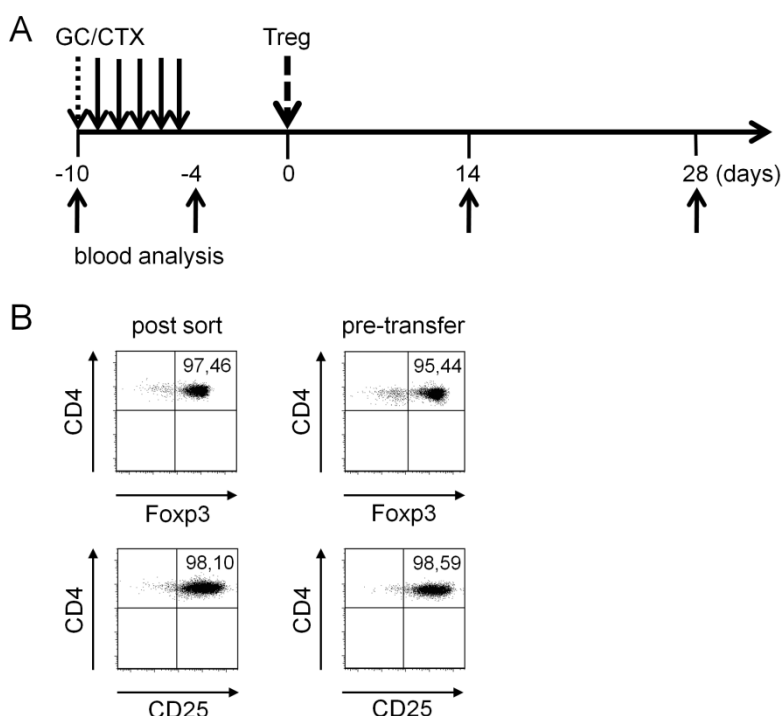 A
GC/CTX Treg
-10 -4 0 14 28 (days)
blood analysis
B
post sort pre-transfer
97,46 95,44
CD4 CD4
Foxp3 Foxp3
98,10 98,59
CD4 CD4
CD25 CD25